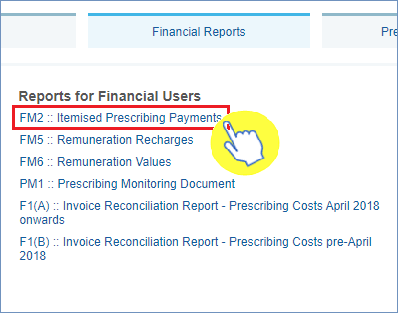 Financial Reports
Pre
Reports for Financial Users
FM2 :: Itemised Prescribing Payments
FM5 :: Remuneration Recharges
FM6 :: Remuneration Values
PM1 :: Prescribing Monitoring Document
F1(A) :: Invoice Reconciliation Report - Prescribing Costs April 2018
onwards
F1(B) :: Invoice Reconciliation Report - Prescribing Costs pre-April
2018